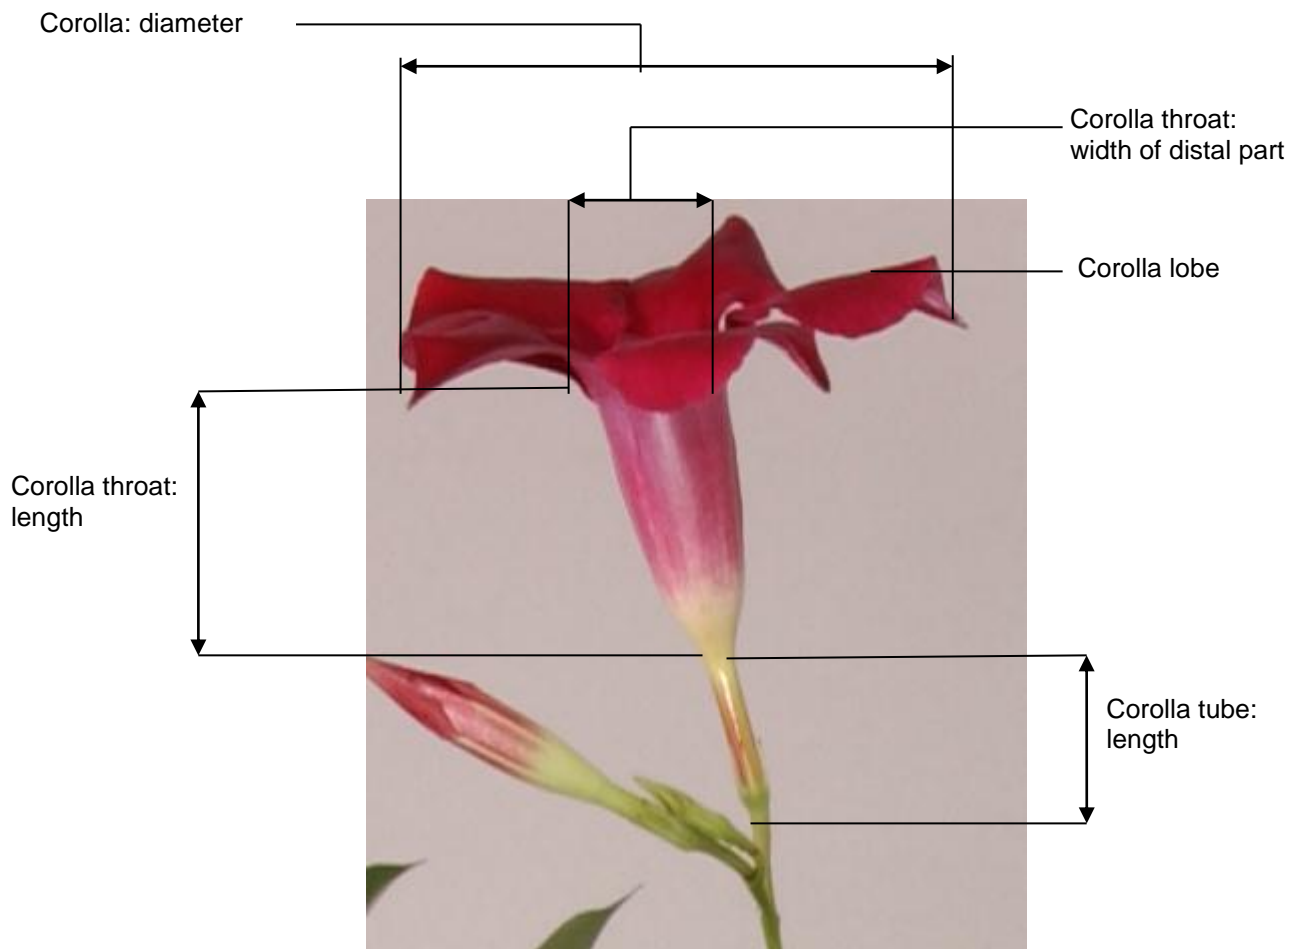 Corolla: diameter
Corolla throat:
width of distal part
Corolla lobe
Corolla throat:
length
Corolla tube:
length